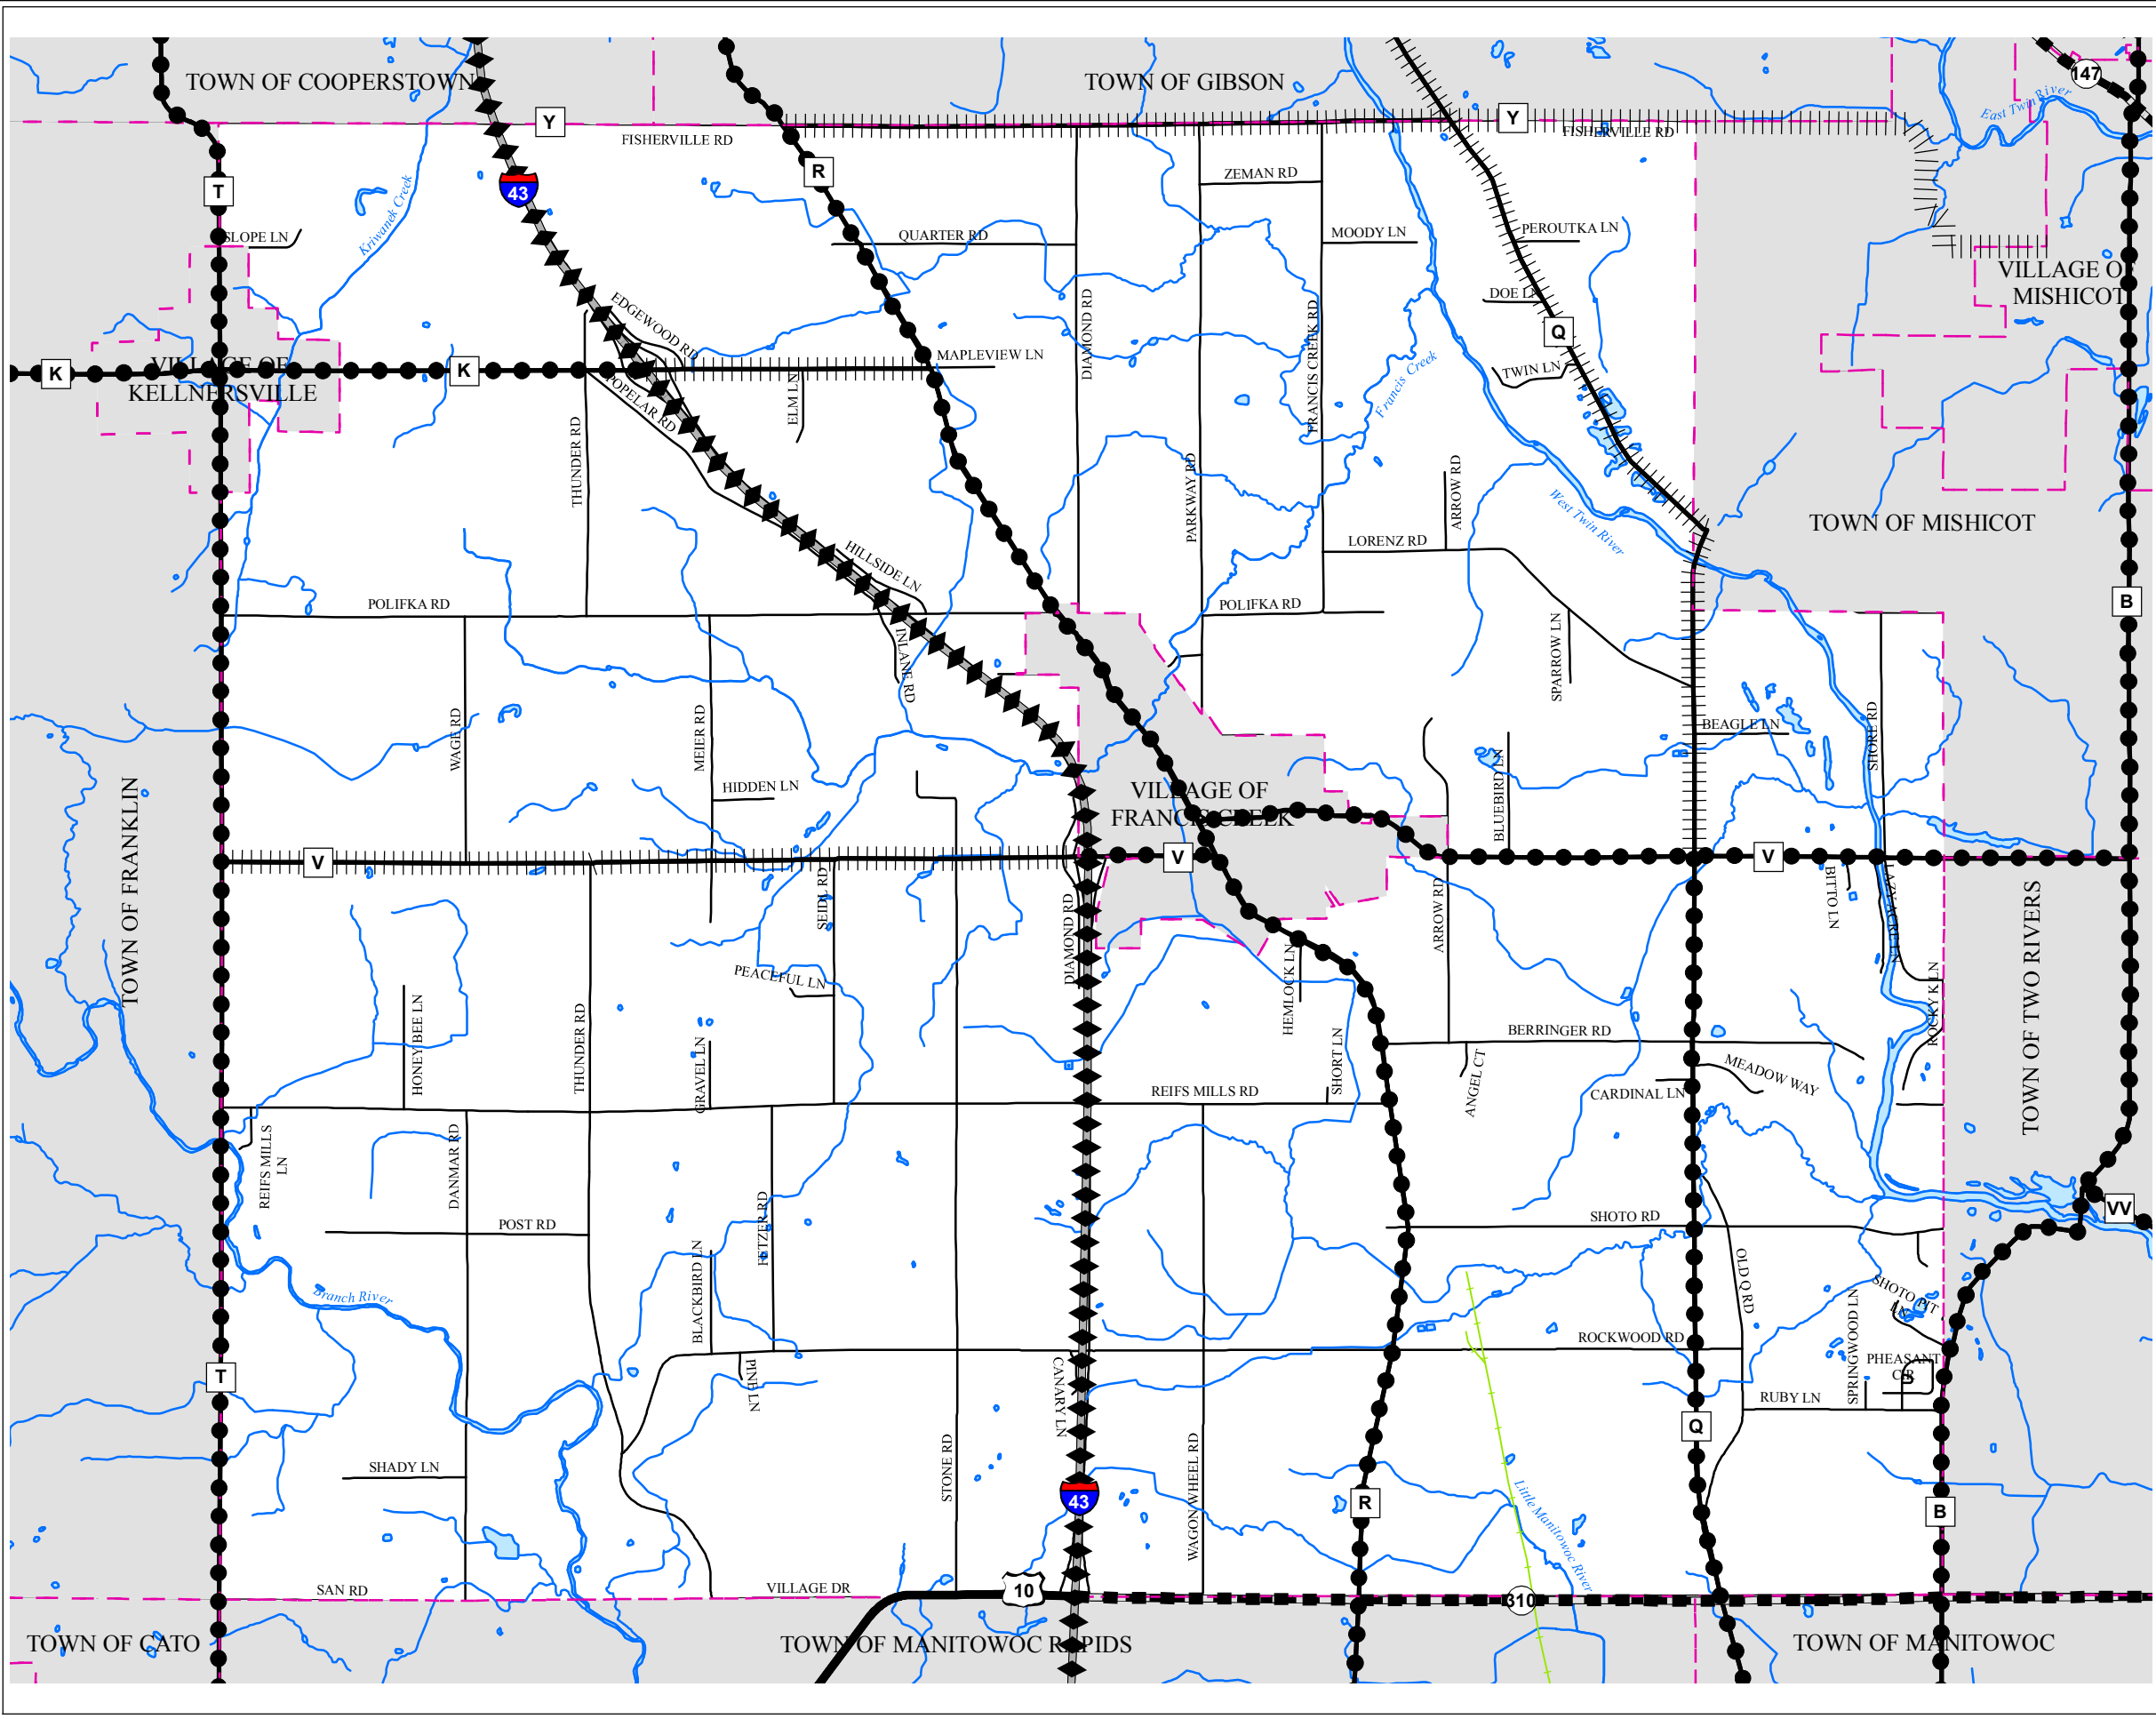 TOWN OF COOPERSTOWN
TOWN OF GIBSON
147
East Twin River
Y
Y
FISHERVILLE RD
FISHERVILLE RD
R
ZEMAN RD
T
43
Kriwanek Creek
SLOPE LN
QUARTER RD
MOODY LN
PEROUTKA LN
VILLAGE OF
MISHICOT
DOE LN
EDGEWOOD RD
DIAMOND RD
FRANCIS CREEK RD
Q
MAPLEVIEW LN
K
VILLAGE OF
KELLNERSVILLE
K
TWIN LN
Francis Creek
POPELAR RD
ELM LN
THUNDER RD
PARKWAY RD
ARROW RD
West Twin River
TOWN OF MISHICOT
LORENZ RD
HILLSIDE LN
B
POLIFKA RD
POLIFKA RD
INLANE RD
SPARROW LN
WAGE RD
MEIER RD
BEAGLE LN
SHORE RD
HIDDEN LN
VILLAGE OF
FRANCIS CREEK
BLUEBIRD LN
TOWN OF FRANKLIN
V
V
V
SEIDL RD
DIAMOND RD
ARROW RD
BITTO LN
LAZY ACRE LN
TOWN OF TWO RIVERS
PEACEFUL LN
HEMLOCK LN
ROCKY K LN
HONEY BEE LN
THUNDER RD
GRAVEL LN
SHORT LN
BERRINGER RD
ANGEL CT
MEADOW WAY
CARDINAL LN
REIFS MILLS RD
REIFS MILLS
LN
DANMAR RD
VV
POST RD
FETZER RD
SHOTO RD
BLACKBIRD LN
OLD Q RD
Branch River
SHOTO PIT
LN
SPRINGWOOD LN
ROCKWOOD RD
PHEASANT
CIR
T
PINE LN
CANARY LN
RUBY LN
Q
STONE RD
WAGON WHEEL RD
SHADY LN
43
R
Little Manitowoc River
B
SAN RD
VILLAGE DR
10
310
TOWN OF CATO
TOWN OF MANITOWOC RAPIDS
TOWN OF MANITOWOC